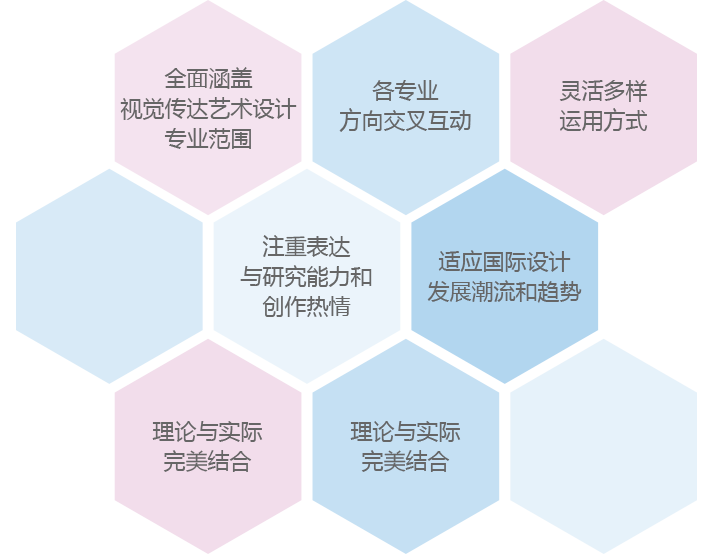 全面涵盖
视觉传达艺术设计
专业范围
各专业
方向交叉互动
灵活多样
运用方式
注重表达
与研究能力和
创作热情
适应国际设计
发展潮流和趋势
理论与实际
完美结合
理论与实际
完美结合